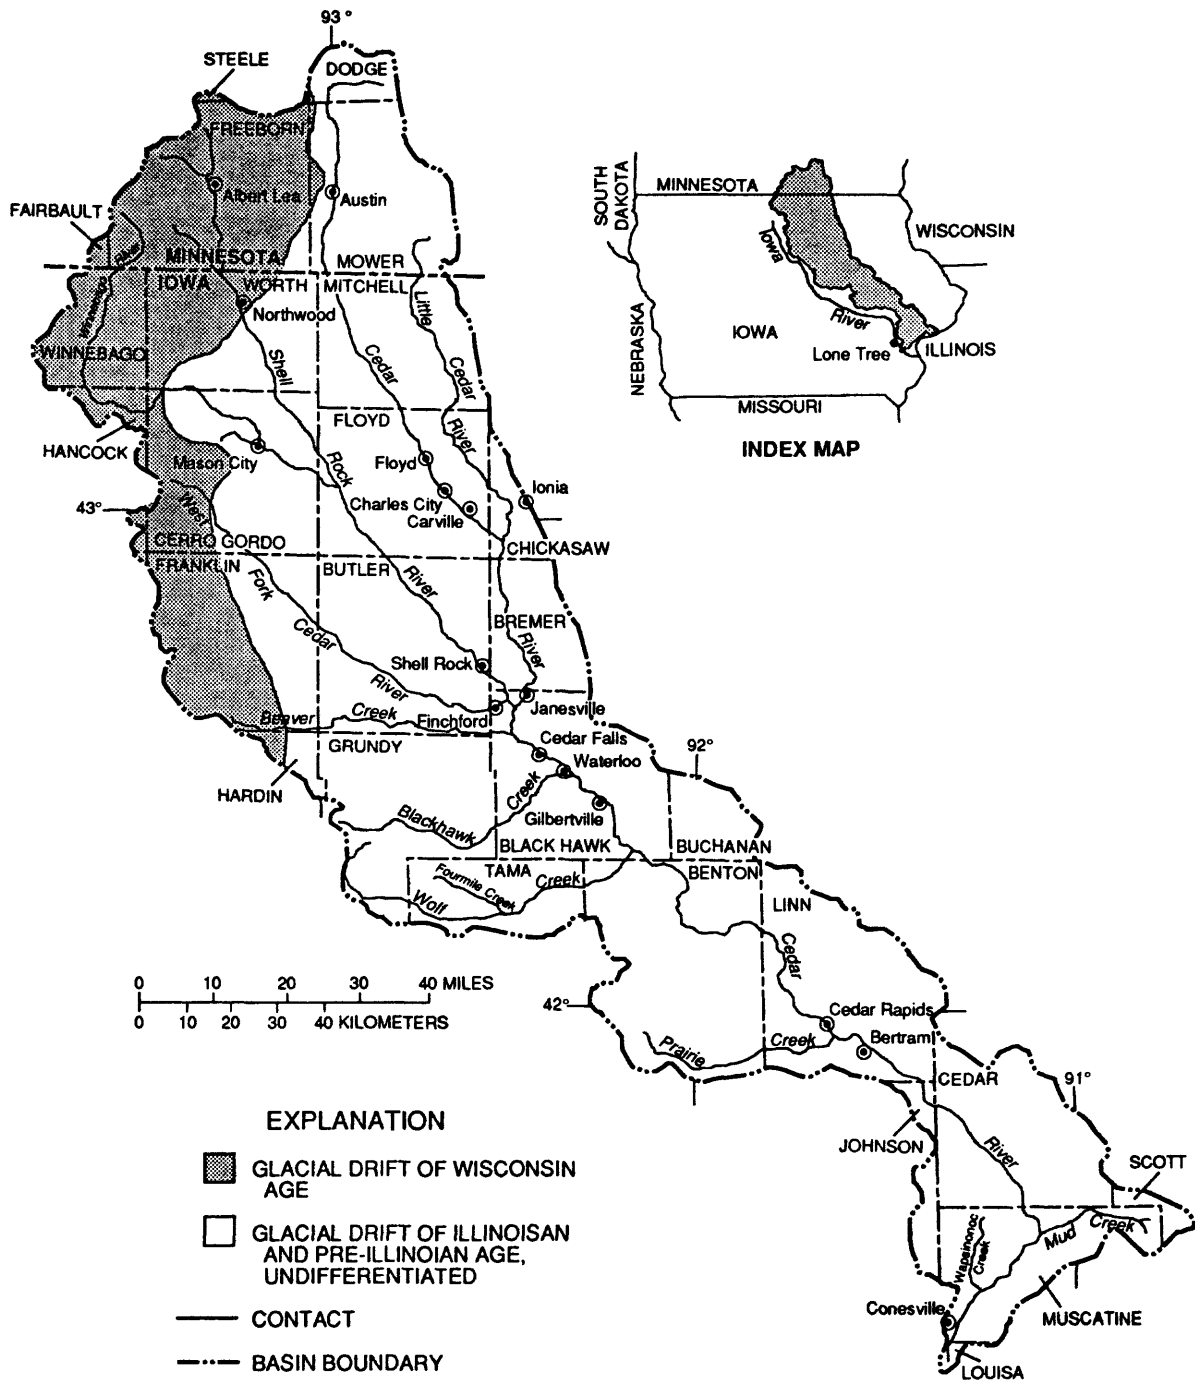 93°
STEELE
DODGE
FREEBORN
Albert Lea
Austin
FAIRBAULT
River
MINNESOTA
MOWER
IOWA
WORTH
MITCHELL
Winnebago
Northwood
Little
WINNEBAGO
Shell
Cedar
Cedar
FLOYD
River
HANCOCK
Mason City
Rock
Floyd
Ionia
43°
West
Charles City
Carville
CERRO GORDO
CHICKASAW
FRANKLIN
BUTLER
Fork
River
BREMER
Cedar
River
Shell Rock
River
Beaver
Creek
Finchford
Janesville
GRUNDY
Cedar Falls
92°
Waterloo
HARDIN
Creek
Blackhawk
Gilbertville
BLACK HAWK
BUCHANAN
TAMA
BENTON
Fourmile Creek
Creek
Wolf
LINN
Cedar
42°
Cedar Rapids
Prairie
Creek
Bertram
CEDAR
91°
JOHNSON
River
SCOTT
Wapsinonoc
Creek
Mud
Creek
Conesville
MUSCATINE
LOUISA
SOUTH
DAKOTA
MINNESOTA
WISCONSIN
Iowa
River
NEBRASKA
IOWA
Lone Tree
ILLINOIS
MISSOURI
INDEX MAP
0 10 20 30 40 MILES
0 10 20 30 40 KILOMETERS
EXPLANATION
GLACIAL DRIFT OF WISCONSIN
AGE
GLACIAL DRIFT OF ILLINOISAN
AND PRE-ILLINOIAN AGE,
UNDIFFERENTIATED
CONTACT
BASIN BOUNDARY